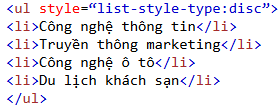 <ul style=“list-style-type:disc”>
<li>Công nghệ thông tin</li>
<li>Truyền thông marketing</li>
<li>Công nghệ ô tô</li>
<li>Du lịch khách sạn</li>
</ul>